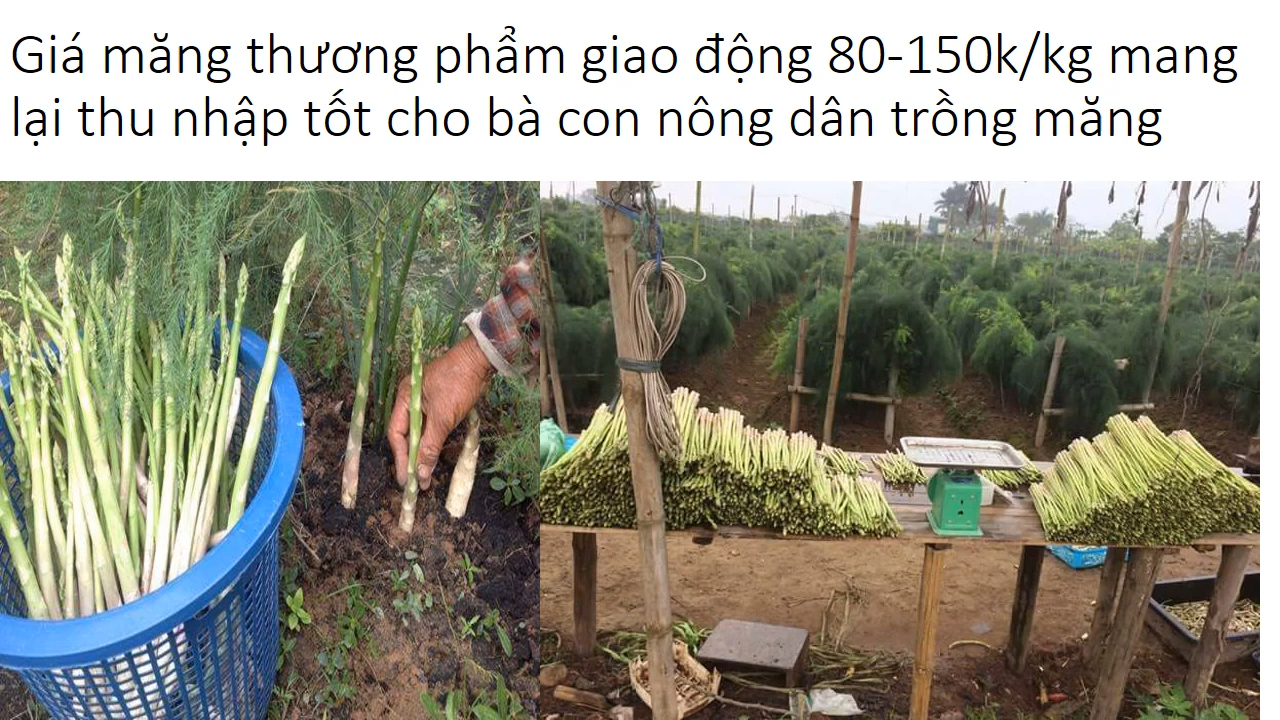 Giá măng thương phẩm giao động 80-150k/kg mang
lại thu nhập tốt cho bà con nông dân trồng măng